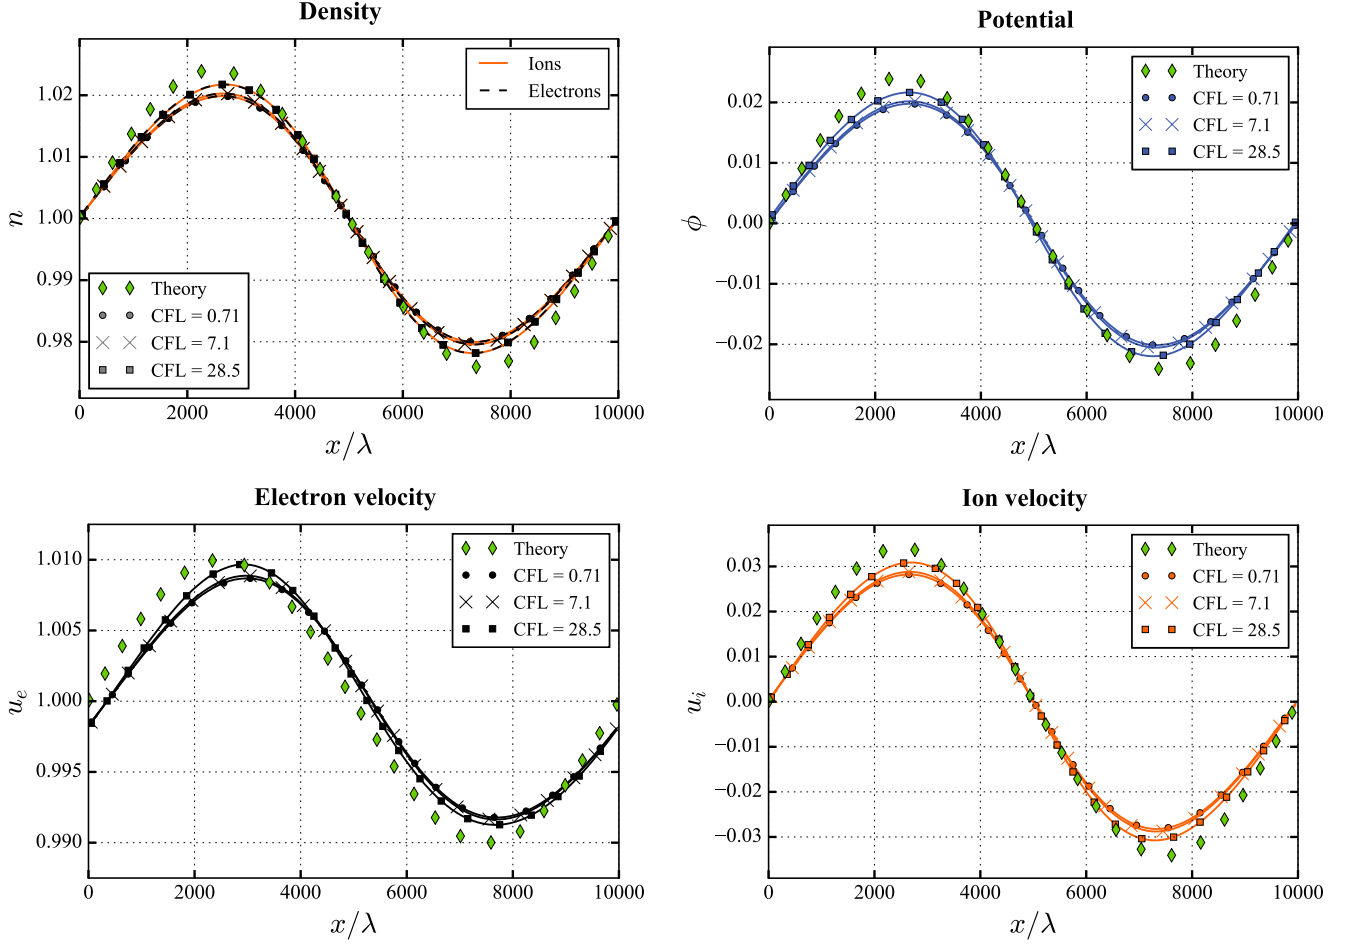 Density
1.02
1.01
1.00
0.99
0.98
n
Ions
Electrons
Theory
CFL = 0.71
CFL = 7.1
CFL = 28.5
0 2000 4000 6000 8000 10000
x/λ
Potential
0.02
0.01
0.00
−0.01
−0.02
ϕ
Theory
CFL = 0.71
CFL = 7.1
CFL = 28.5
0 2000 4000 6000 8000 10000
x/λ
Electron velocity
1.010
1.005
1.000
0.995
0.990
u_e
Theory
CFL = 0.71
CFL = 7.1
CFL = 28.5
0 2000 4000 6000 8000 10000
x/λ
Ion velocity
0.03
0.02
0.01
0.00
−0.01
−0.02
−0.03
u_i
Theory
CFL = 0.71
CFL = 7.1
CFL = 28.5
0 2000 4000 6000 8000 10000
x/λ